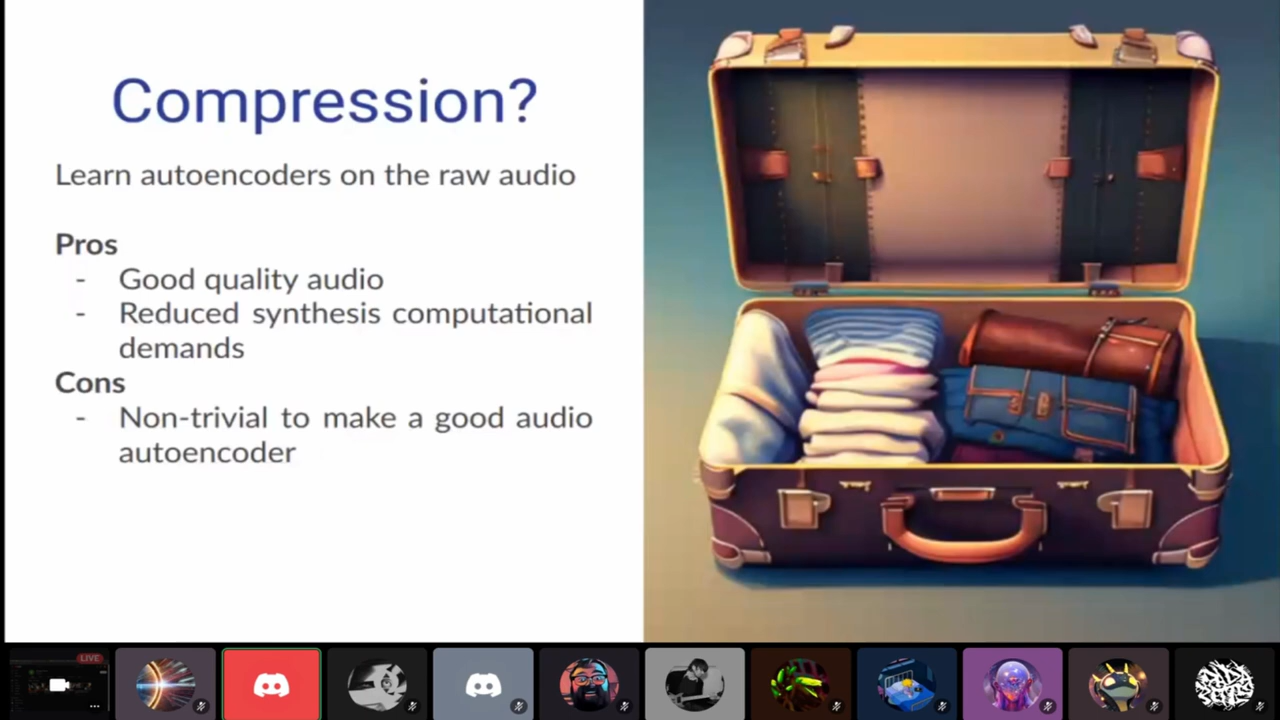 Compression?
Learn autoencoders on the raw audio
Pros
- Good quality audio
- Reduced synthesis computational
demands
Cons
- Non-trivial to make a good audio
autoencoder
LIVE